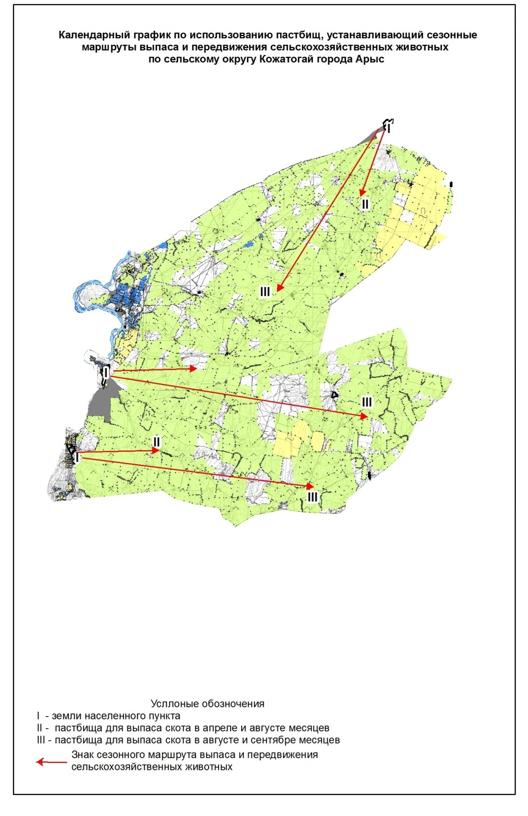 Календарный график по использованию пастбищ, устанавливающий сезонные
маршруты выпаса и передвижения сельскохозяйственных животных
по сельскому округу Кожатогай города Арыс
I
II
III
I
III
II
I
III
Усллоные обозночения
I - земли населенного пункта
II - пастбища для выпаса скота в апреле и августе месяцев
III - пастбища для выпаса скота в августе и сентябре месяцев
Знак сезонного маршрута выпаса и передвижения
сельскохозяйственных животных